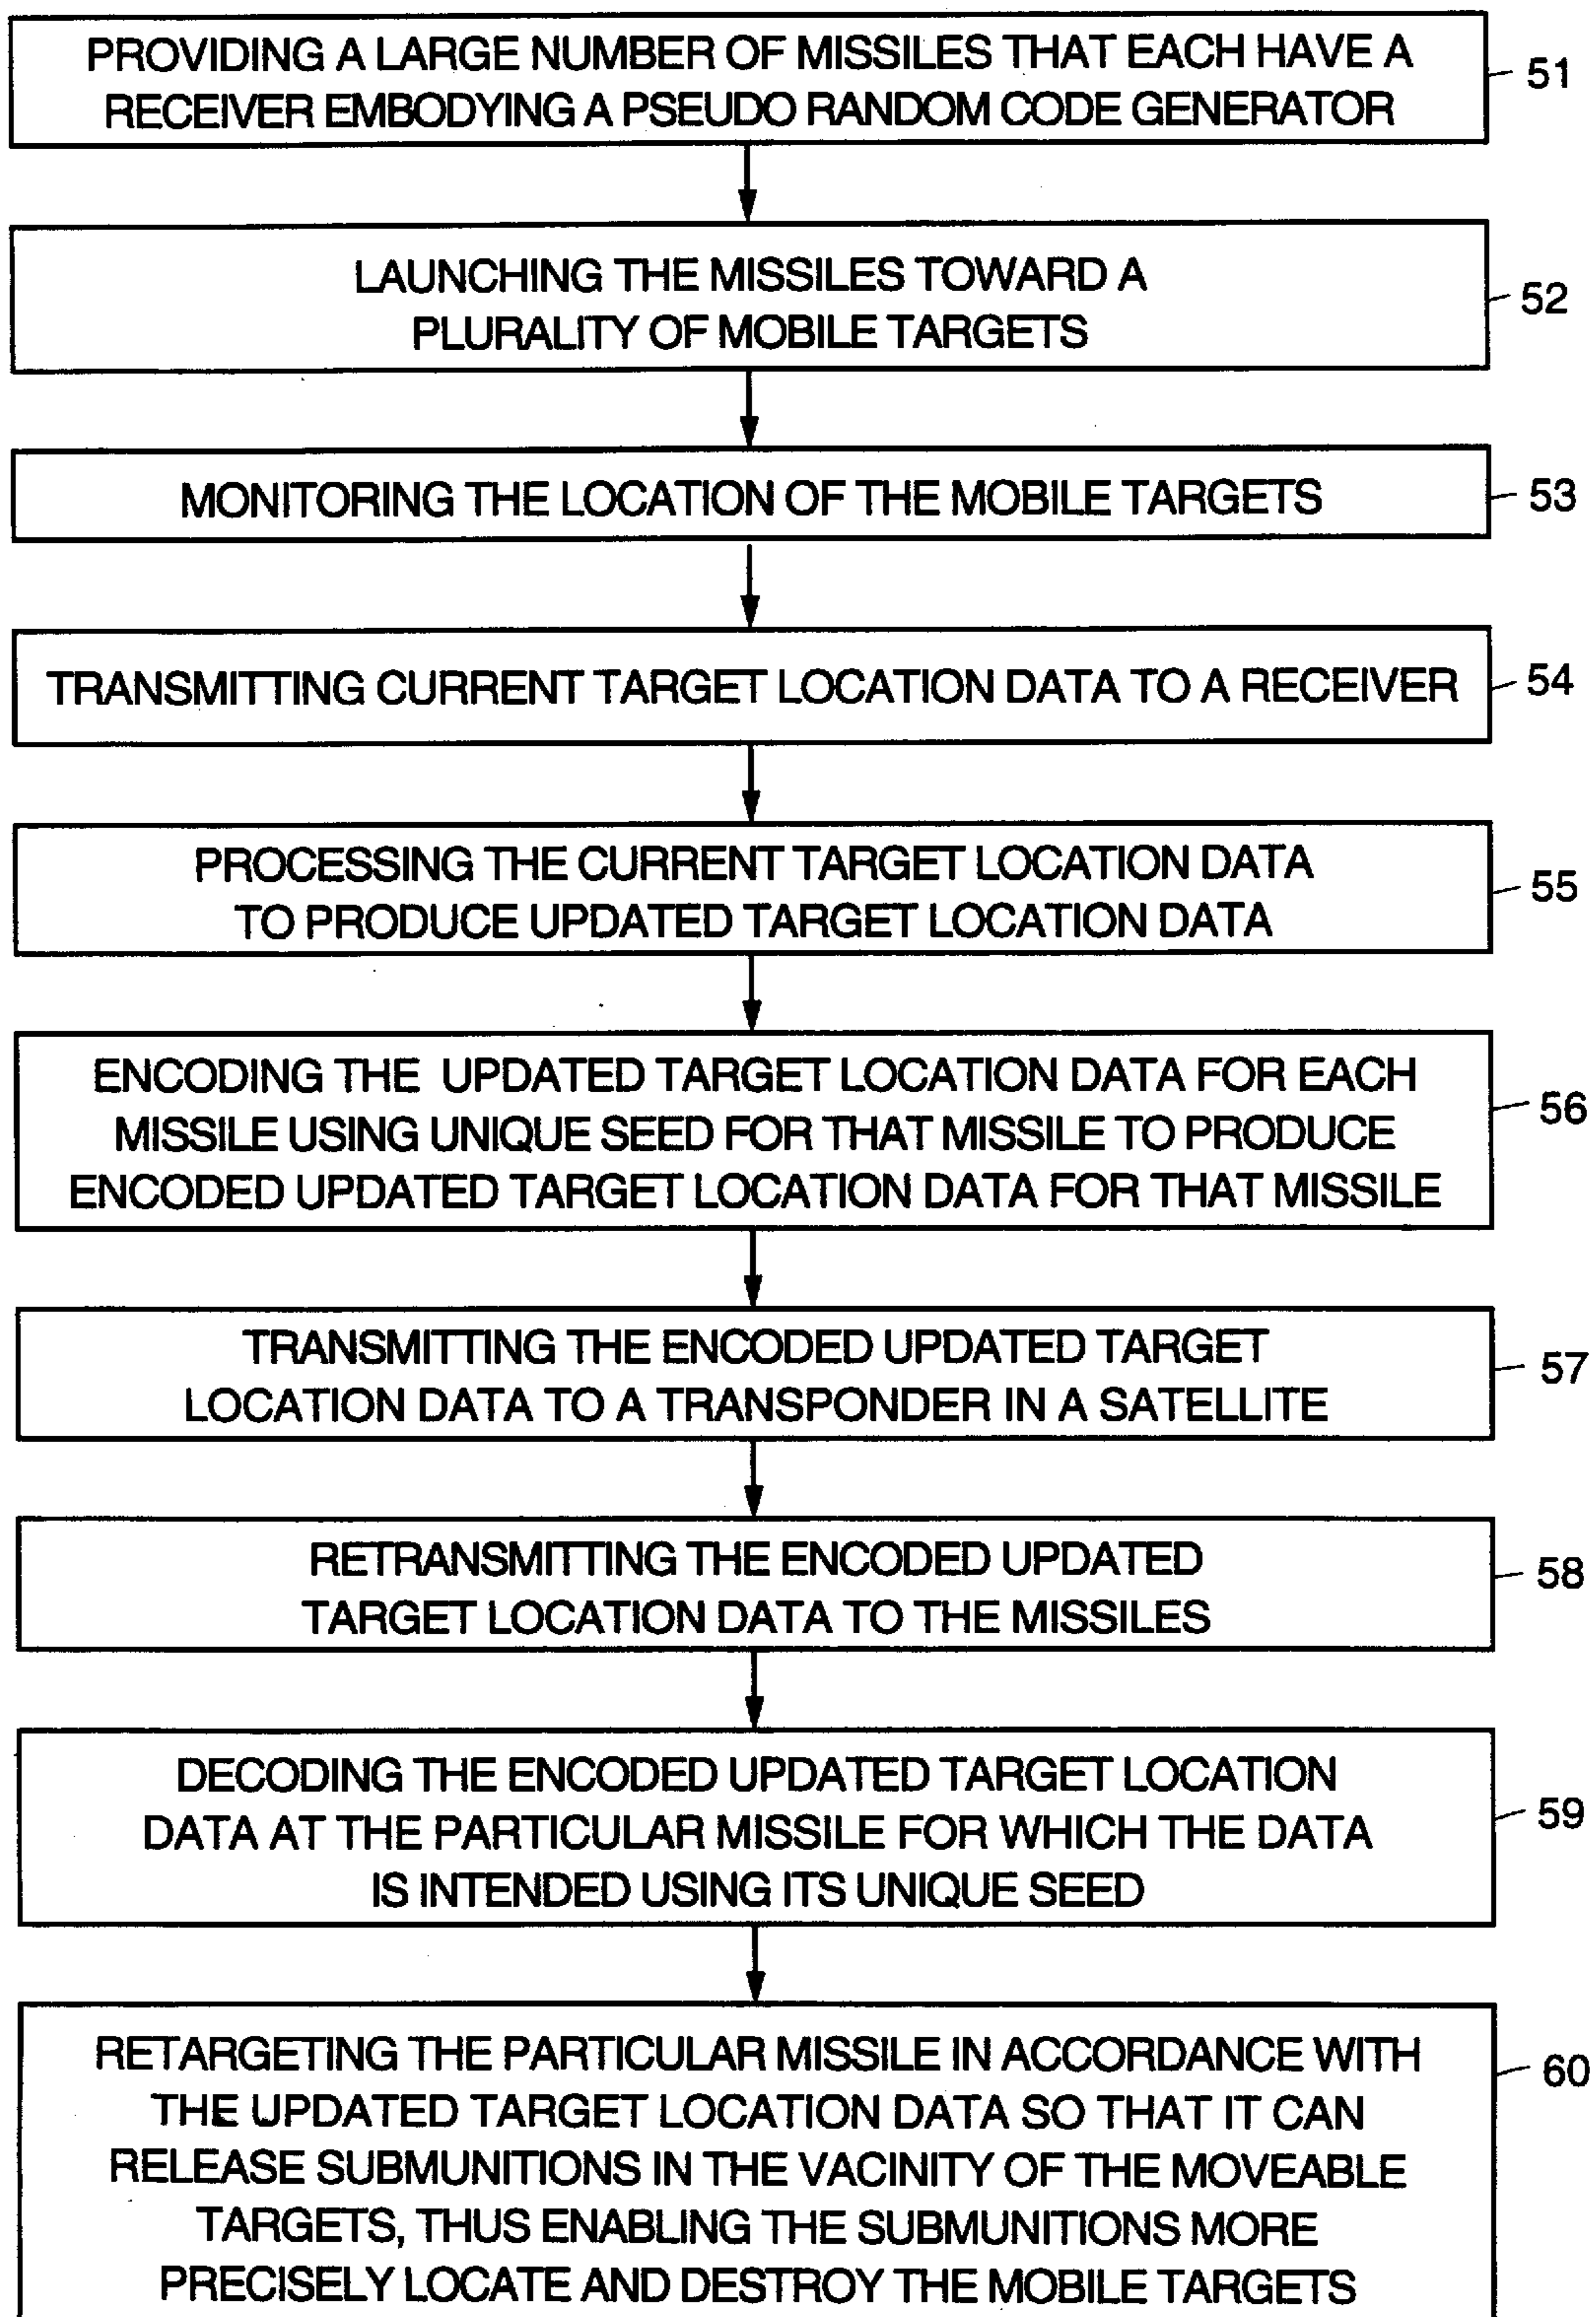 PROVIDING A LARGE NUMBER OF MISSILES THAT EACH HAVE A
RECEIVER EMBODYING A PSEUDO RANDOM CODE GENERATOR
51
LAUNCHING THE MISSILES TOWARD A
PLURALITY OF MOBILE TARGETS
52
MONITORING THE LOCATION OF THE MOBILE TARGETS
53
TRANSMITTING CURRENT TARGET LOCATION DATA TO A RECEIVER
54
PROCESSING THE CURRENT TARGET LOCATION DATA
TO PRODUCE UPDATED TARGET LOCATION DATA
55
ENCODING THE UPDATED TARGET LOCATION DATA FOR EACH
MISSILE USING UNIQUE SEED FOR THAT MISSILE TO PRODUCE
ENCODED UPDATED TARGET LOCATION DATA FOR THAT MISSILE
56
TRANSMITTING THE ENCODED UPDATED TARGET
LOCATION DATA TO A TRANSPONDER IN A SATELLITE
57
RETRANSMITTING THE ENCODED UPDATED
TARGET LOCATION DATA TO THE MISSILES
58
DECODING THE ENCODED UPDATED TARGET LOCATION
DATA AT THE PARTICULAR MISSILE FOR WHICH THE DATA
IS INTENDED USING ITS UNIQUE SEED
59
RETARGETING THE PARTICULAR MISSILE IN ACCORDANCE WITH
THE UPDATED TARGET LOCATION DATA SO THAT IT CAN
RELEASE SUBMUNITIONS IN THE VACINITY OF THE MOVEABLE
TARGETS, THUS ENABLING THE SUBMUNITIONS MORE
PRECISELY LOCATE AND DESTROY THE MOBILE TARGETS
60